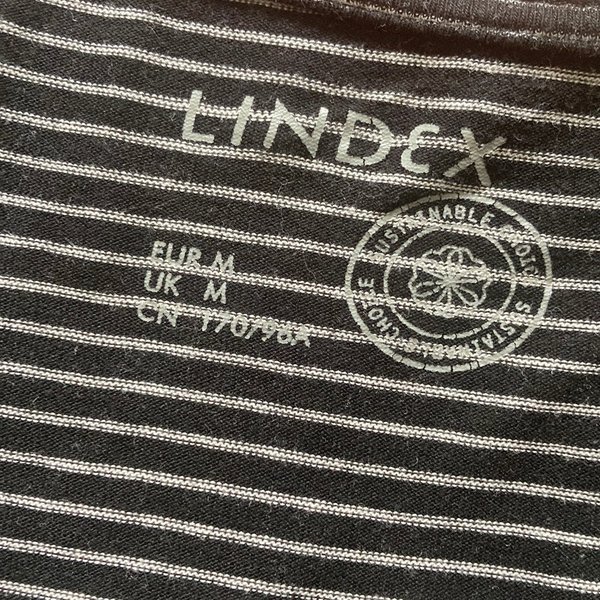 LINDEX
EUR M
UK M
CN 170/96A
SUSTAINABLE CHOICE SUSTAINABLE CHOICE